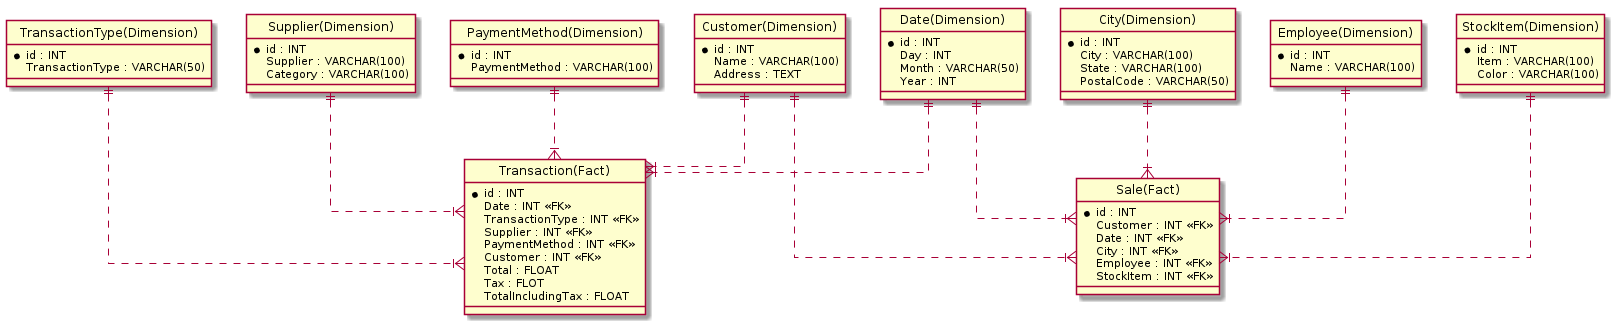 TransactionType(Dimension)
id : INT
TransactionType : VARCHAR(50)
Supplier(Dimension)
id : INT
Supplier : VARCHAR(100)
Category : VARCHAR(100)
PaymentMethod(Dimension)
id : INT
PaymentMethod : VARCHAR(100)
Customer(Dimension)
id : INT
Name : VARCHAR(100)
Address : TEXT
Date(Dimension)
id : INT
Day : INT
Month : VARCHAR(50)
Year : INT
City(Dimension)
id : INT
City : VARCHAR(100)
State : VARCHAR(100)
PostalCode : VARCHAR(50)
Employee(Dimension)
id : INT
Name : VARCHAR(100)
StockItem(Dimension)
id : INT
Item : VARCHAR(100)
Color : VARCHAR(100)
Transaction(Fact)
id : INT
Date : INT «FK»
TransactionType : INT «FK»
Supplier : INT «FK»
PaymentMethod : INT «FK»
Customer : INT «FK»
Total : FLOAT
Tax : FLOT
TotalIncludingTax : FLOAT
Sale(Fact)
id : INT
Customer : INT «FK»
Date : INT «FK»
City : INT «FK»
Employee : INT «FK»
StockItem : INT «FK»